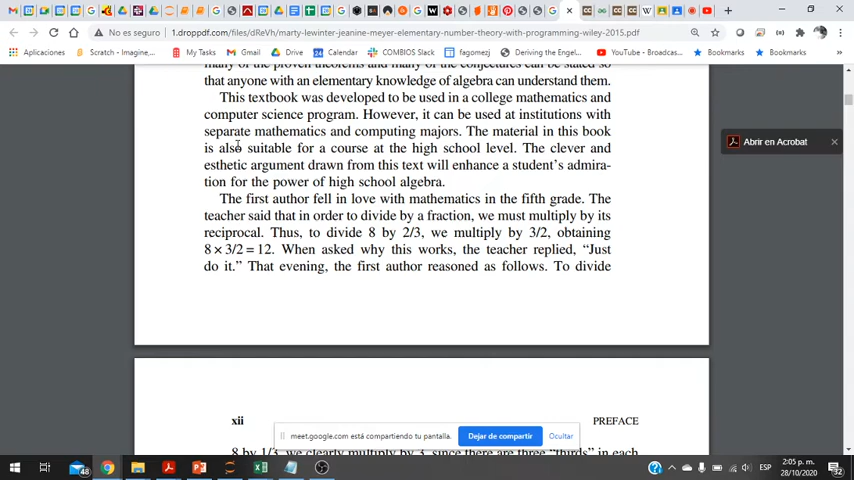 No es seguro
1.droppdf.com/files/dReVh/marty-lewinter-jeanine-meyer-elementary-number-theory-with-programming-wiley-2015.pdf
Aplicaciones
Scratch - Imagine,...
My Tasks
Gmail
Drive
Calendar
COMBIOS Slack
Deriving the Engel...
YouTube
fagomezj
Scholar
W
Bookmarks
Bookmarks
many of the proven theorems and many of the conjectures can be stated so
that anyone with an elementary knowledge of algebra can understand them.
This textbook was developed to be used in a college mathematics and
computer science program. However, it can be used at institutions with
separate mathematics and computing majors. The material in this book
is also suitable for a course at the high school level. The clever and
esthetic argument drawn from this text will enhance a student’s admira-
tion for the power of high school algebra.
The first author fell in love with mathematics in the fifth grade. The
teacher said that in order to divide by a fraction, we must multiply by its
reciprocal. Thus, to divide 8 by 2/3, we multiply by 3/2, obtaining
8 × 3/2 = 12. When asked why this works, the teacher replied, “Just
do it.” That evening, the first author reasoned as follows. To divide
Abrir en Acrobat
xii
PREFACE
8 by 1/3, we clearly multiply by 3, since there are three “thirds” in each
meet.google.com está compartiendo tu pantalla.
Dejar de compartir
Ocultar
48
ESP
2:05 p. m.
28/10/2020
32